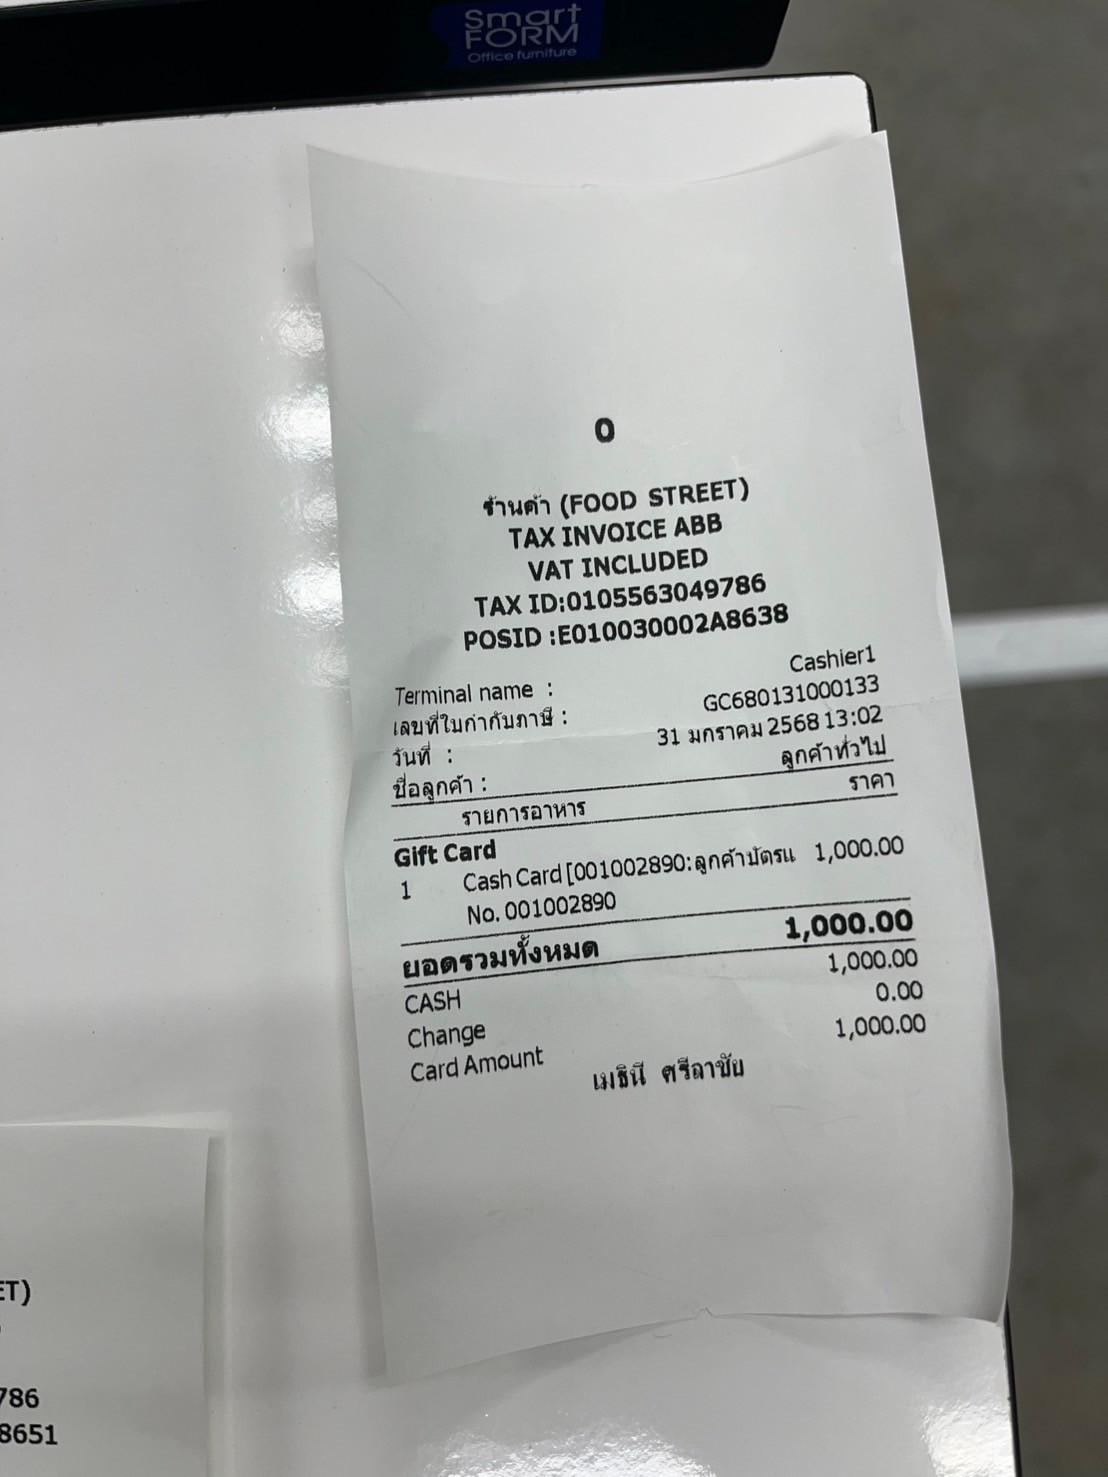 Smart
FORM
Office furniture
0
ร้านค้า (FOOD STREET)
TAX INVOICE ABB
VAT INCLUDED
TAX ID:0105563049786
POSID :E010030002A8638
Terminal name : Cashier1
เลขที่ใบกำกับภาษี : GC680131000133
วันที่ : 31 มกราคม 2568 13:02
ชื่อลูกค้า : ลูกค้าทั่วไป
รายการอาหาร ราคา
Gift Card
1 Cash Card [001002890:ลูกค้าบัตรแ 1,000.00
No. 001002890
ยอดรวมทั้งหมด 1,000.00
CASH 1,000.00
Change 0.00
Card Amount 1,000.00
เมธินี ศรีถาชัย
ET)
786
8651